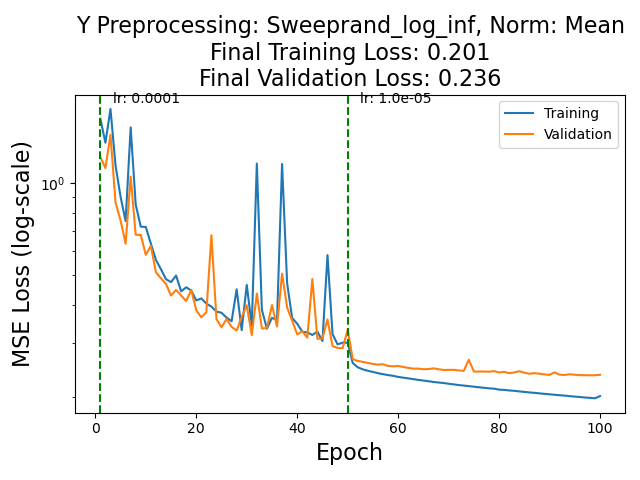 Y Preprocessing: Sweeprand_log_inf, Norm: Mean
Final Training Loss: 0.201
Final Validation Loss: 0.236
lr: 0.0001
lr: 1.0e-05
Training
Validation
MSE Loss (log-scale)
10⁰
0
20
40
60
80
100
Epoch